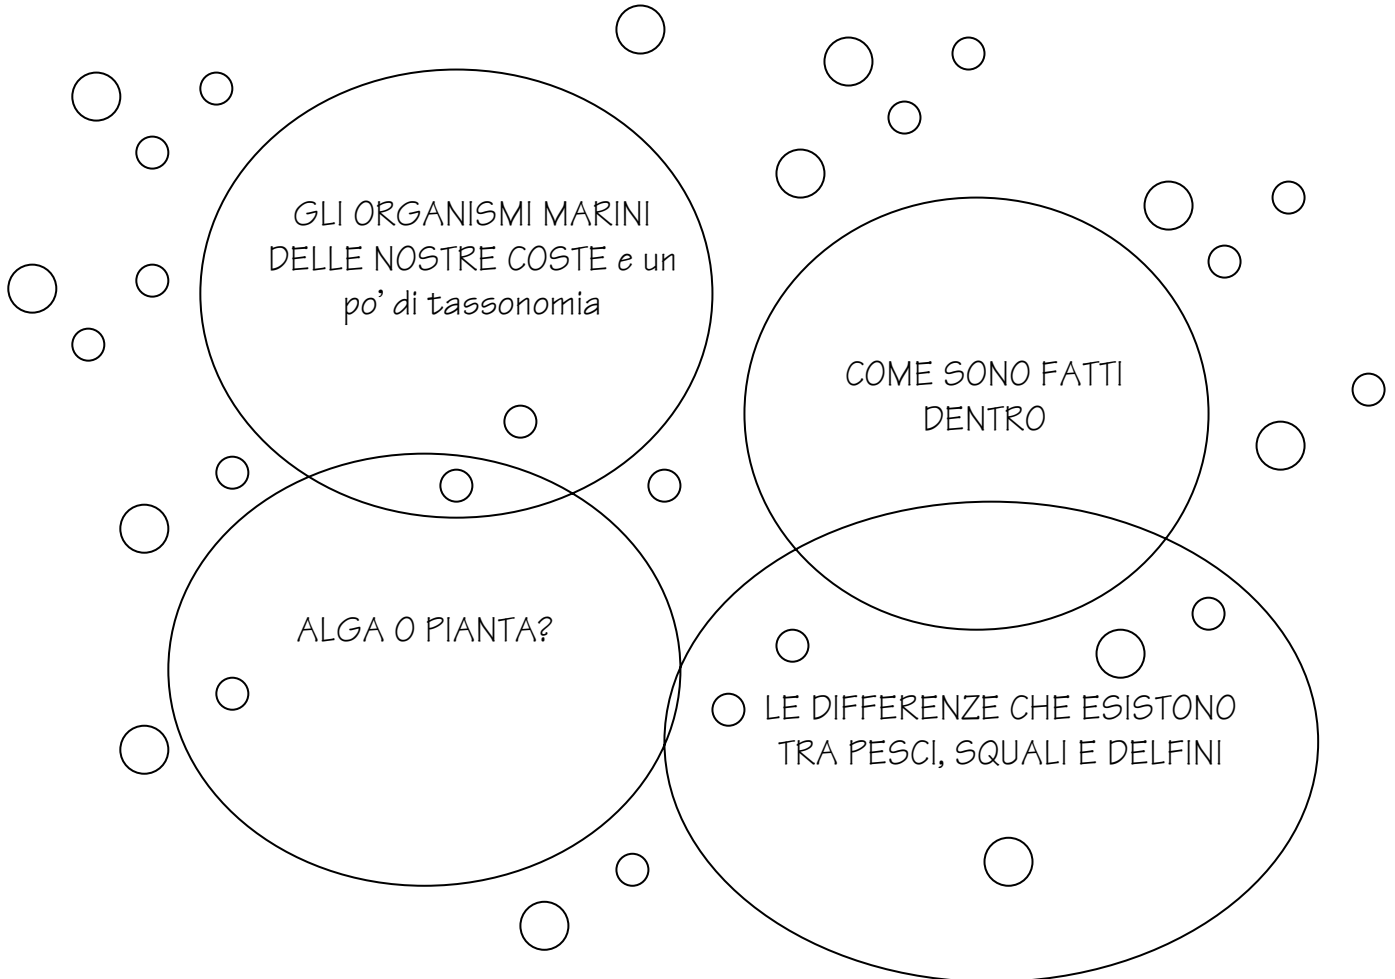 GLI ORGANISMI MARINI
DELLE NOSTRE COSTE e un
po’ di tassonomia
COME SONO FATTI
DENTRO
ALGA O PIANTA?
LE DIFFERENZE CHE ESISTONO
TRA PESCI, SQUALI E DELFINI